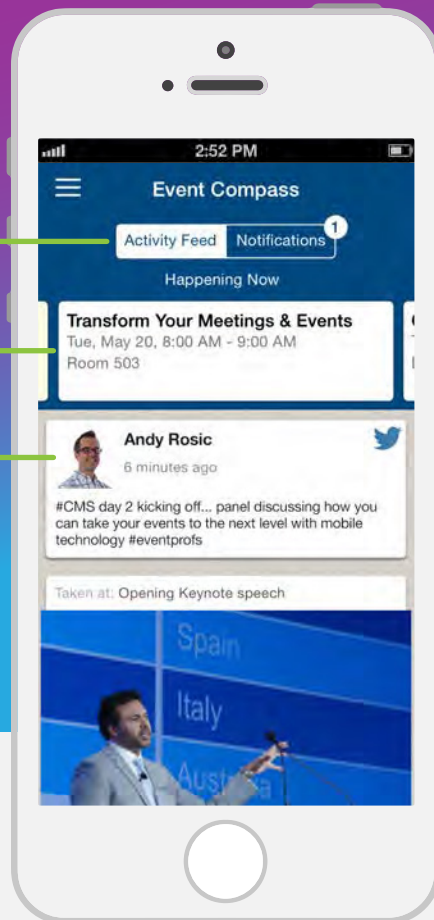 2:52 PM
Event Compass
Activity Feed Notifications 1
Happening Now
Transform Your Meetings & Events
Tue, May 20, 8:00 AM - 9:00 AM
Room 503
Andy Rosic
6 minutes ago
#CMS day 2 kicking off... panel discussing how you
can take your events to the next level with mobile
technology #eventprofs
Taken at: Opening Keynote speech
Spain
Italy
Australia